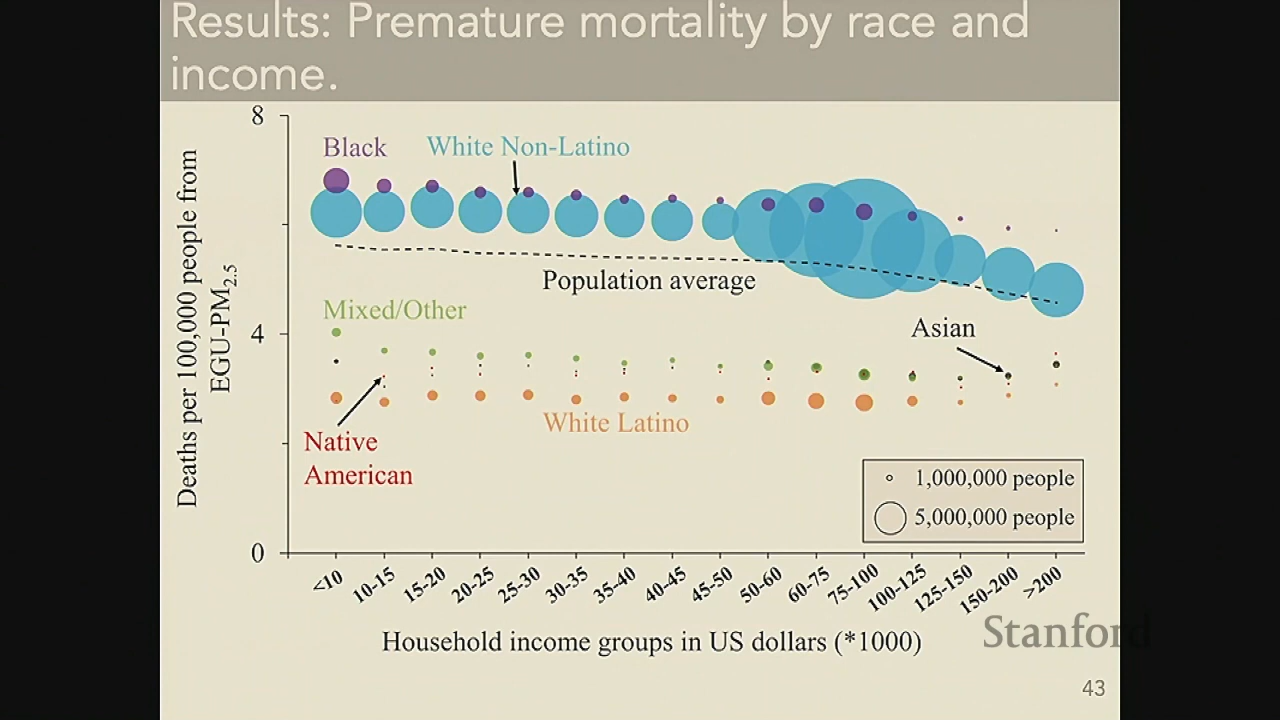 Results: Premature mortality by race and
income.
8
4
0
Deaths per 100,000 people from
EGU-PM2.5
Black
White Non-Latino
Population average
Mixed/Other
Asian
Native
American
White Latino
1,000,000 people
5,000,000 people
<10
10-15
15-20
20-25
25-30
30-35
35-40
40-45
45-50
50-60
60-75
75-100
100-125
125-150
150-200
>200
Household income groups in US dollars (*1000)
Stanford
43